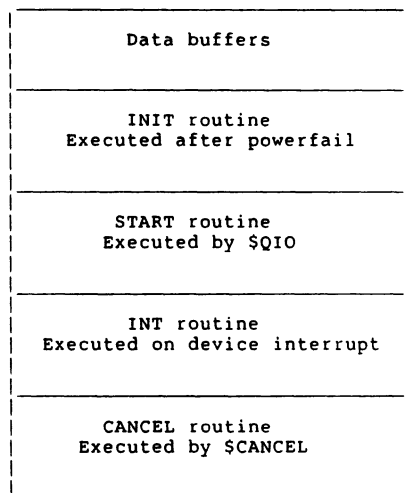 Data buffers
INIT routine
Executed after powerfail
START routine
Executed by $QIO
INT routine
Executed on device interrupt
CANCEL routine
Executed by $CANCEL